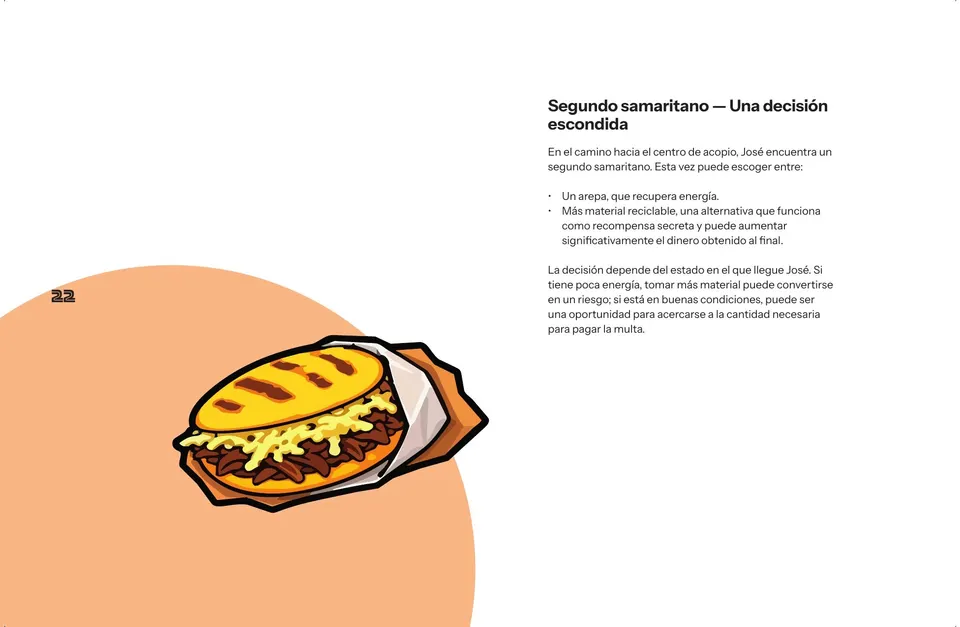 Segundo samaritano — Una decisión
escondida
En el camino hacia el centro de acopio, José encuentra un
segundo samaritano. Esta vez puede escoger entre:
• Un arepa, que recupera energía.
• Más material reciclable, una alternativa que funciona
como recompensa secreta y puede aumentar
significativamente el dinero obtenido al final.
La decisión depende del estado en el que llegue José. Si
tiene poca energía, tomar más material puede convertirse
en un riesgo; si está en buenas condiciones, puede ser
una oportunidad para acercarse a la cantidad necesaria
para pagar la multa.
22